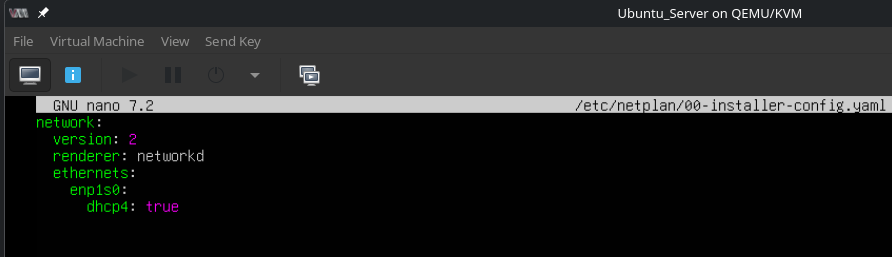 Ubuntu_Server on QEMU/KVM
File Virtual Machine View Send Key
GNU nano 7.2 /etc/netplan/00-installer-config.yaml
network:
  version: 2
  renderer: networkd
  ethernets:
    enp1s0:
      dhcp4: true